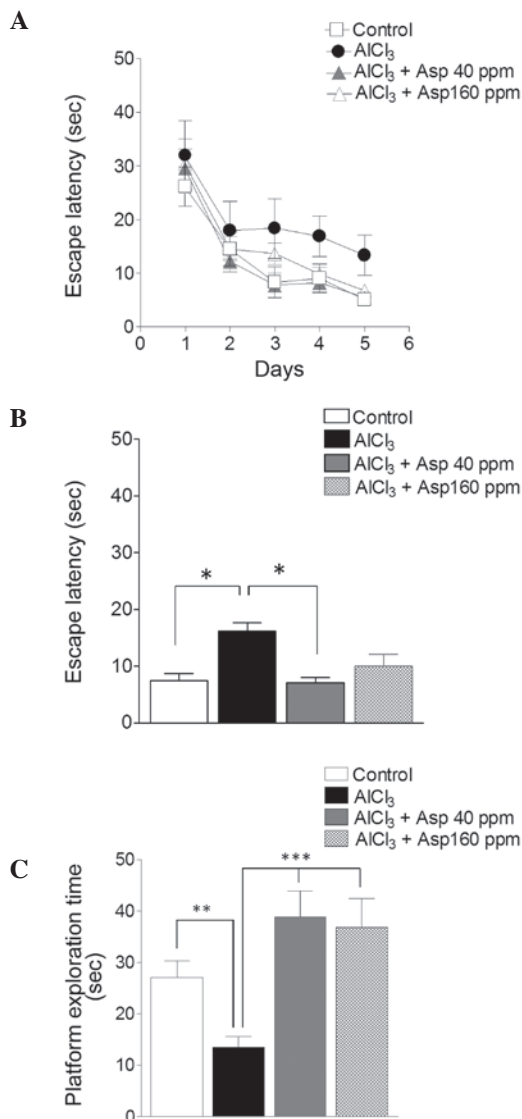 A
Control
AlCl₃
AlCl₃ + Asp 40 ppm
AlCl₃ + Asp160 ppm
Escape latency (sec)
50
40
30
20
10
0
0 1 2 3 4 5 6
Days
B
Control
AlCl₃
AlCl₃ + Asp 40 ppm
AlCl₃ + Asp160 ppm
Escape latency (sec)
50
40
30
20
10
0
* *
C
Control
AlCl₃
AlCl₃ + Asp 40 ppm
AlCl₃ + Asp160 ppm
Platform exploration time
(sec)
50
40
30
20
10
0
** ***